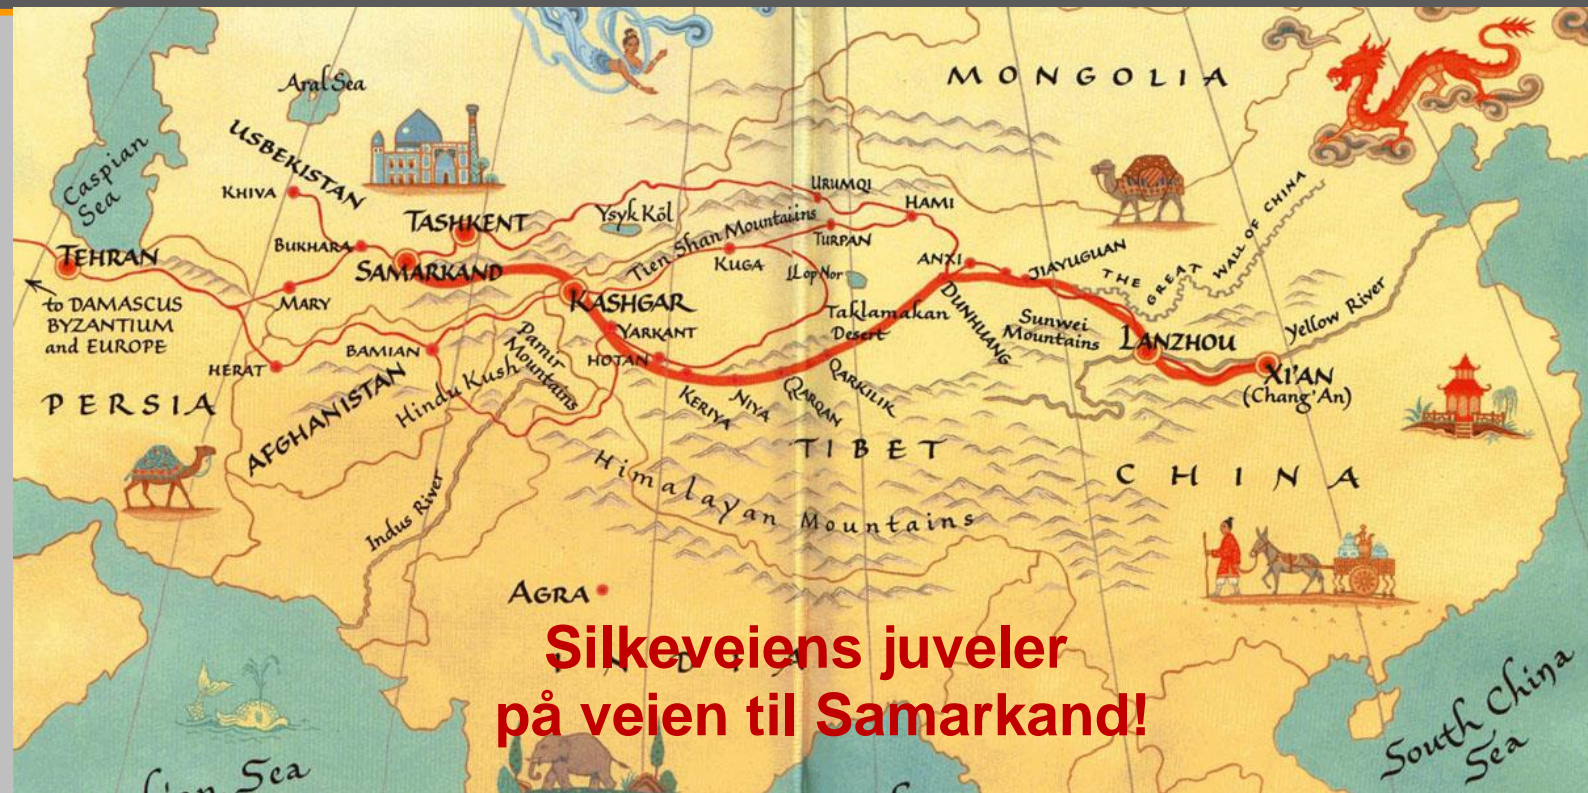 MONGOLIA
Aral Sea
USBEKISTAN
Caspian
Sea
KHIVA
TASHKENT
Ysyk Köl
URUMQI
HAMI
THE GREAT WALL OF CHINA
BUKHARA
Tien Shan Mountains
TURPAN
TEHRAN
SAMARKAND
KUGA
Lop Nor
ANXI
JIAYUGUAN
to DAMASCUS
BYZANTIUM
and EUROPE
MARY
KASHGAR
YARKANT
Taklamakan
Desert
DUNHUANG
Sunwei
Mountains
LANZHOU
Yellow River
HERAT
BAMIAN
Pamir
Mountains
HOTAN
XI'AN
(Chang'An)
PERSIA
AFGHANISTAN
Hindu Kush
KERIYA
NIYA
QARQAN
QARKILIK
TIBET
CHINA
Himalayan Mountains
Indus River
AGRA
INDIA
Silkeveiens juveler
på veien til Samarkand!
South China
Sea
Sea